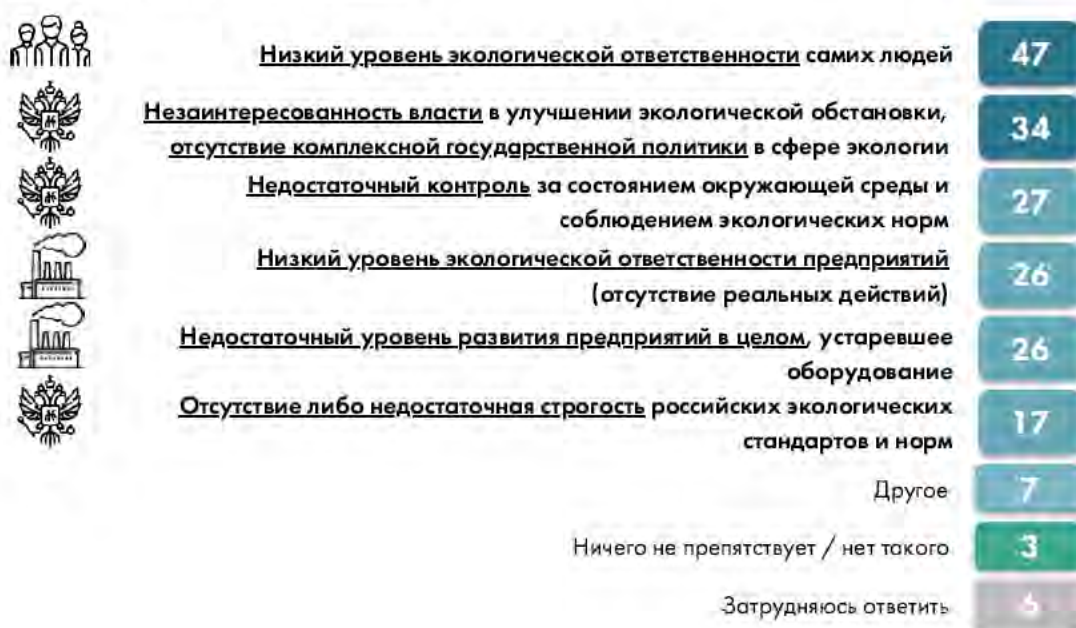 Низкий уровень экологической ответственности самих людей 47
Незаинтересованность власти в улучшении экологической обстановки,
отсутствие комплексной государственной политики в сфере экологии 34
Недостаточный контроль за состоянием окружающей среды и
соблюдением экологических норм 27
Низкий уровень экологической ответственности предприятий
(отсутствие реальных действий) 26
Недостаточный уровень развития предприятий в целом, устаревшее
оборудование 26
Отсутствие либо недостаточная строгость российских экологических
стандартов и норм 17
Другое 7
Ничего не препятствует / нет такого 3
Затрудняюсь ответить 6